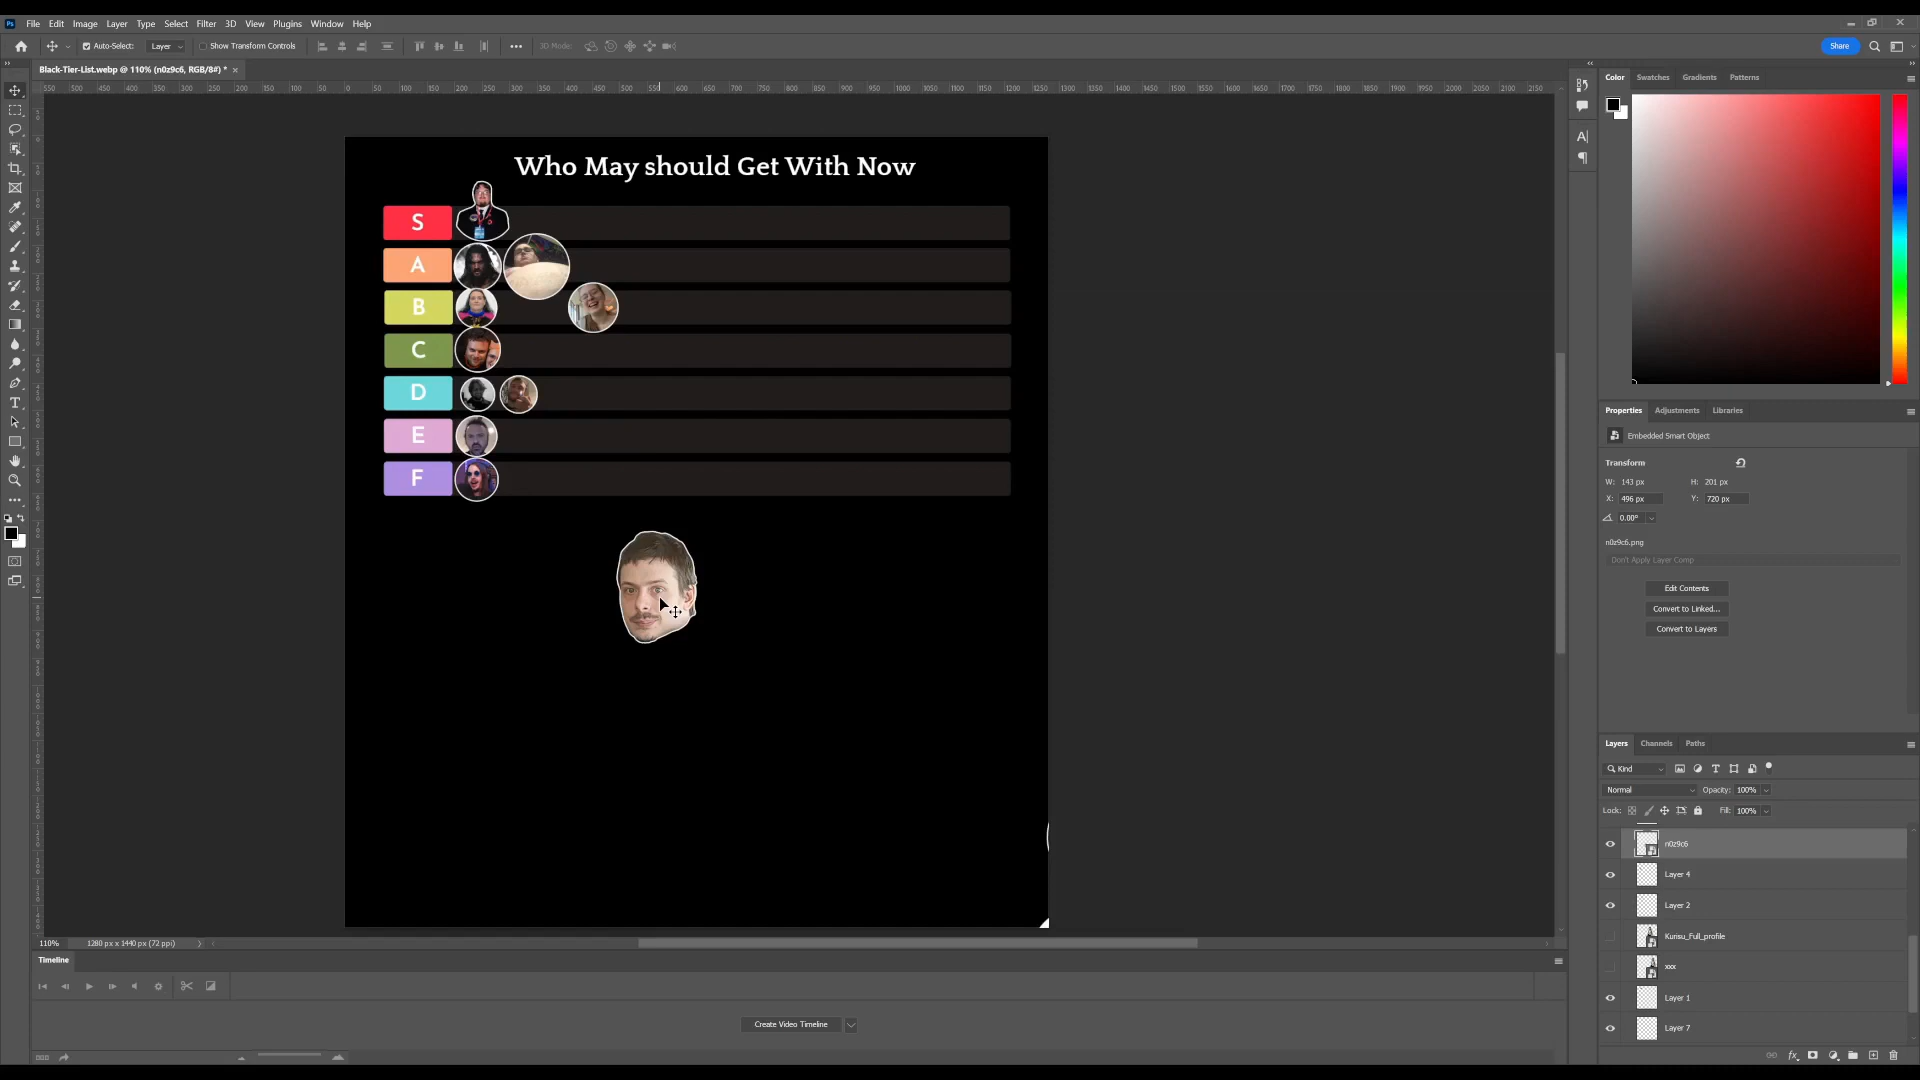 Ps File Edit Image Layer Type Select Filter 3D View Plugins Window Help
Auto-Select: Layer Show Transform Controls 3D Mode: Share
Black-Tier-List.webp @ 110% (n0z9c6, RGB/8#) * ×
Who May should Get With Now
S
A
B
C
D
E
F
110% 1280 px x 1440 px (72 ppi)
Timeline
Create Video Timeline
Color Swatches Gradients Patterns
Properties Adjustments Libraries
Embedded Smart Object
Transform
W: 143 px H: 201 px
X: 496 px Y: 720 px
0.00°
n0z9c6.png
Don't Apply Layer Comp
Edit Contents
Convert to Linked...
Convert to Layers
Layers Channels Paths
Kind
Normal Opacity: 100%
Lock: Fill: 100%
n0z9c6
Layer 4
Layer 2
Kurisu_Full_profile
xxx
Layer 1
Layer 7